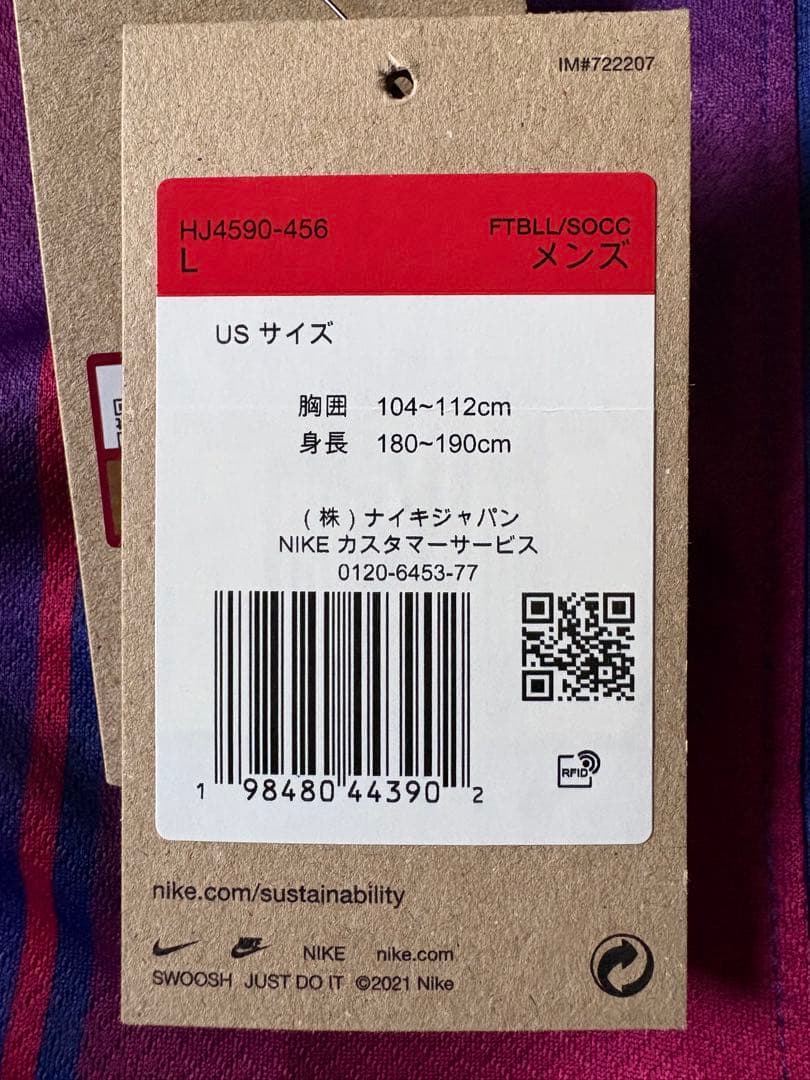 IM#722207
HJ4590-456 FTBLL/SOCC
L メンズ
US サイズ
胸囲 104~112cm
身長 180~190cm
(株)ナイキジャパン
NIKE カスタマーサービス
0120-6453-77
1 98480 44390 2
RFID
nike.com/sustainability
NIKE NIKE nike.com
SWOOSH JUST DO IT ©2021 Nike